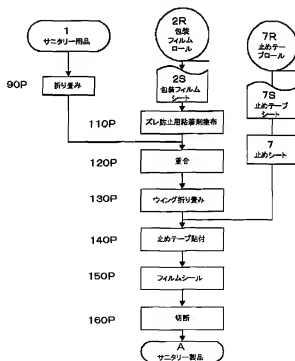 1
サニタリー用品
2R
包装
フィルム
ロール
7R
止めテー
プロール
90P
折り畳み
2S
包装フィルム
シート
7S
止めテープ
シート
110P
ズレ防止用粘着剤塗布
7
止めシート
120P
重合
130P
ウィング折り畳み
140P
止めテープ貼付
150P
フィルムシール
160P
切断
A
サニタリー製品